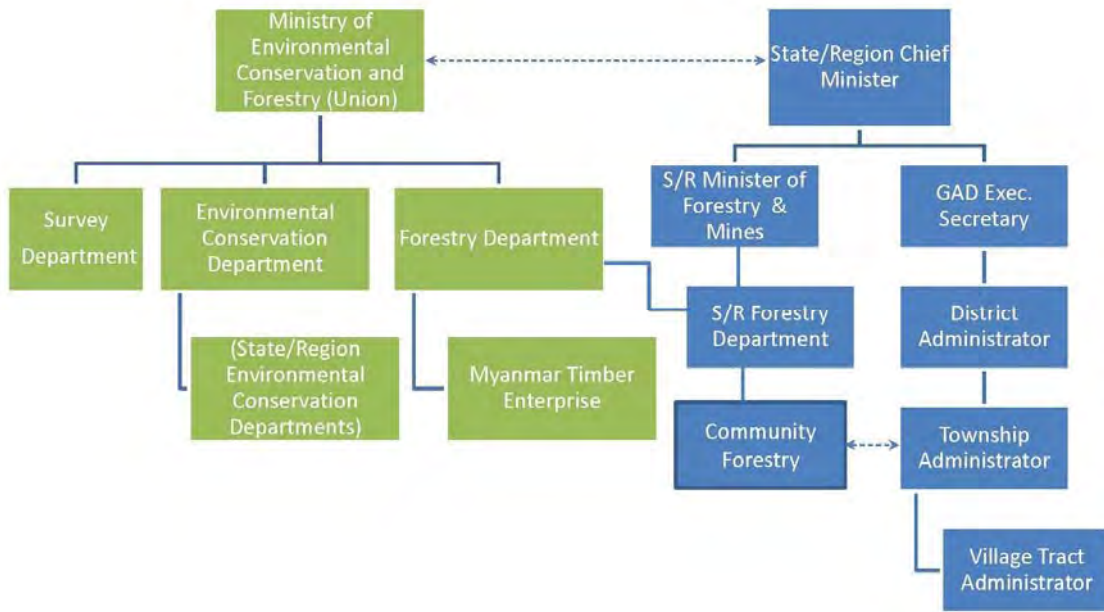 Ministry of
Environmental
Conservation and
Forestry (Union)
State/Region Chief
Minister
Survey
Department
Environmental
Conservation
Department
Forestry Department
S/R Minister of
Forestry & 
Mines
GAD Exec.
Secretary
S/R Forestry
Department
District
Administrator
(State/Region
Environmental
Conservation
Departments)
Myanmar Timber
Enterprise
Community
Forestry
Township
Administrator
Village Tract
Administrator